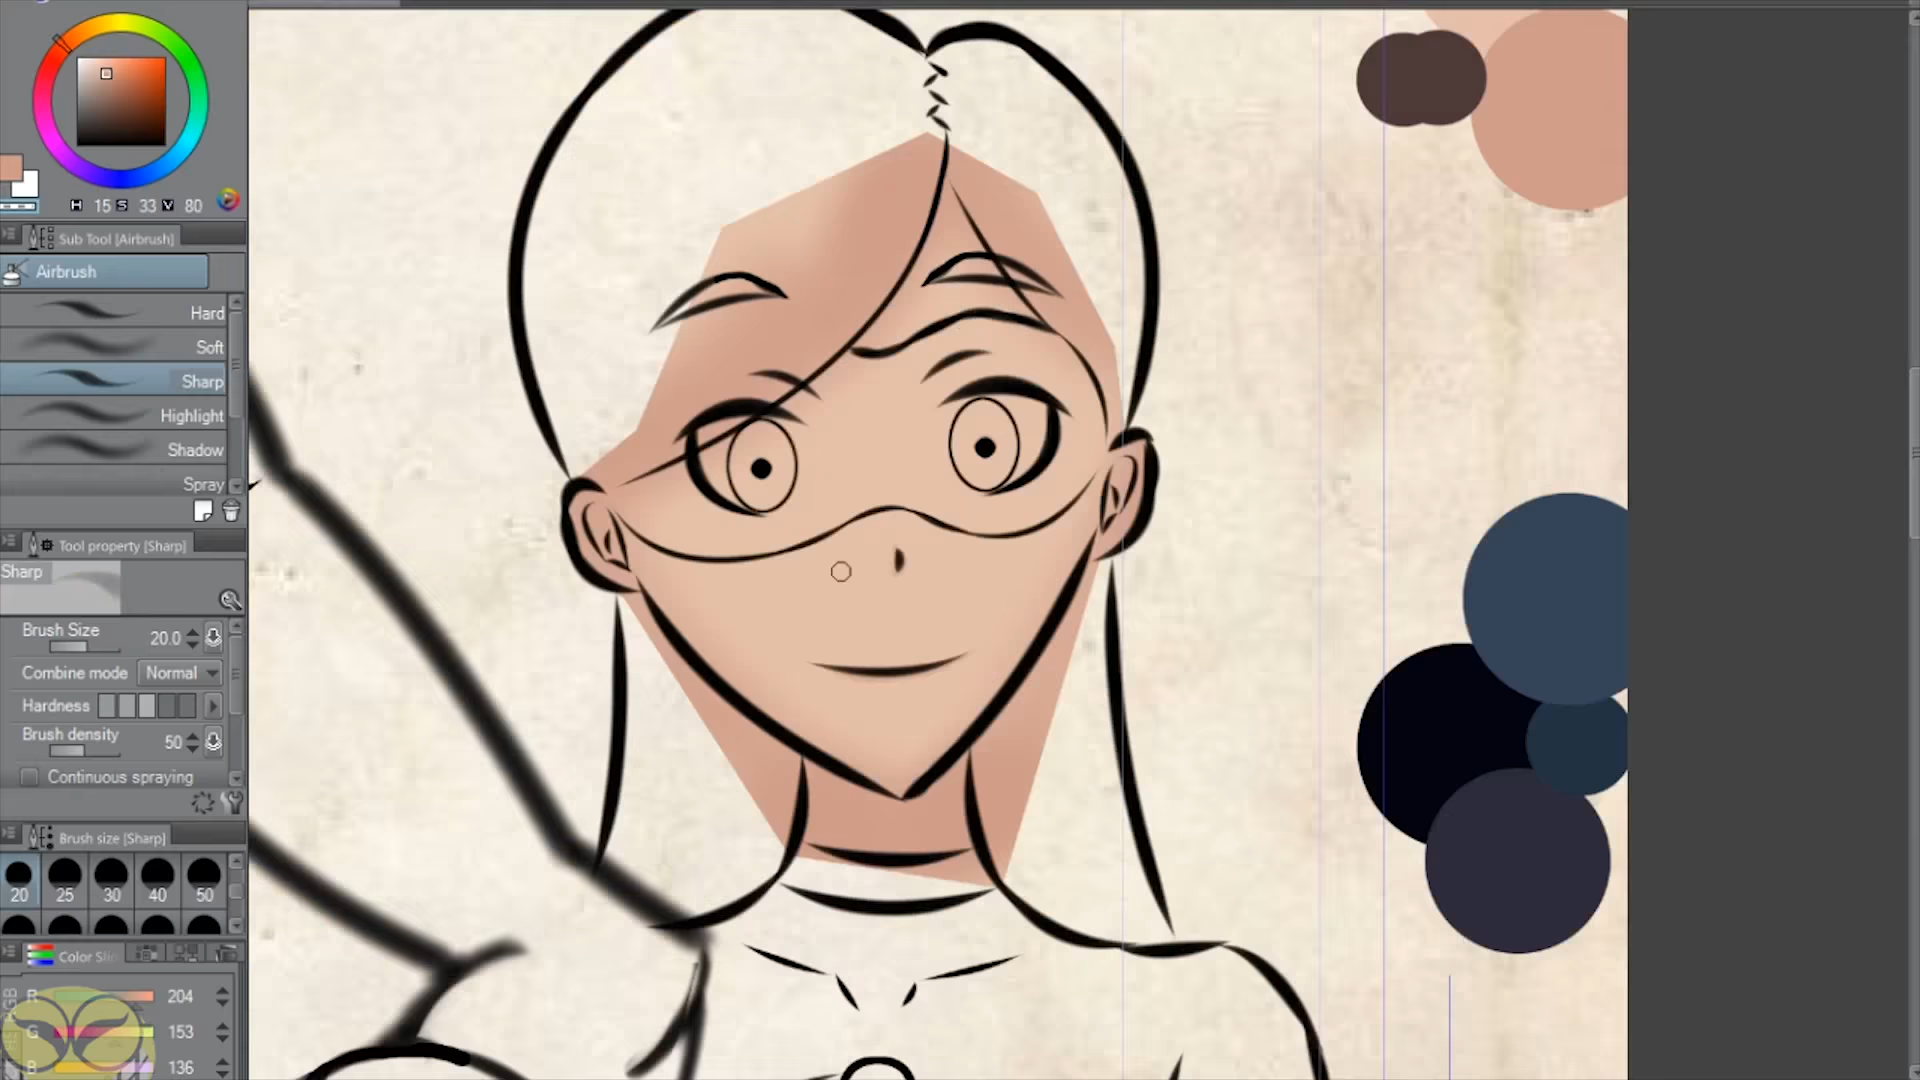 H 15 S 33 V 80
Sub Tool [Airbrush]
Airbrush
Hard
Soft
Sharp
Highlight
Shadow
Spray
Tool property [Sharp]
Sharp
Brush Size 20.0
Combine mode Normal
Hardness
Brush density 50
Continuous spraying
Brush size [Sharp]
20 25 30 40 50
Color Sli
R 204
G 153
B 136